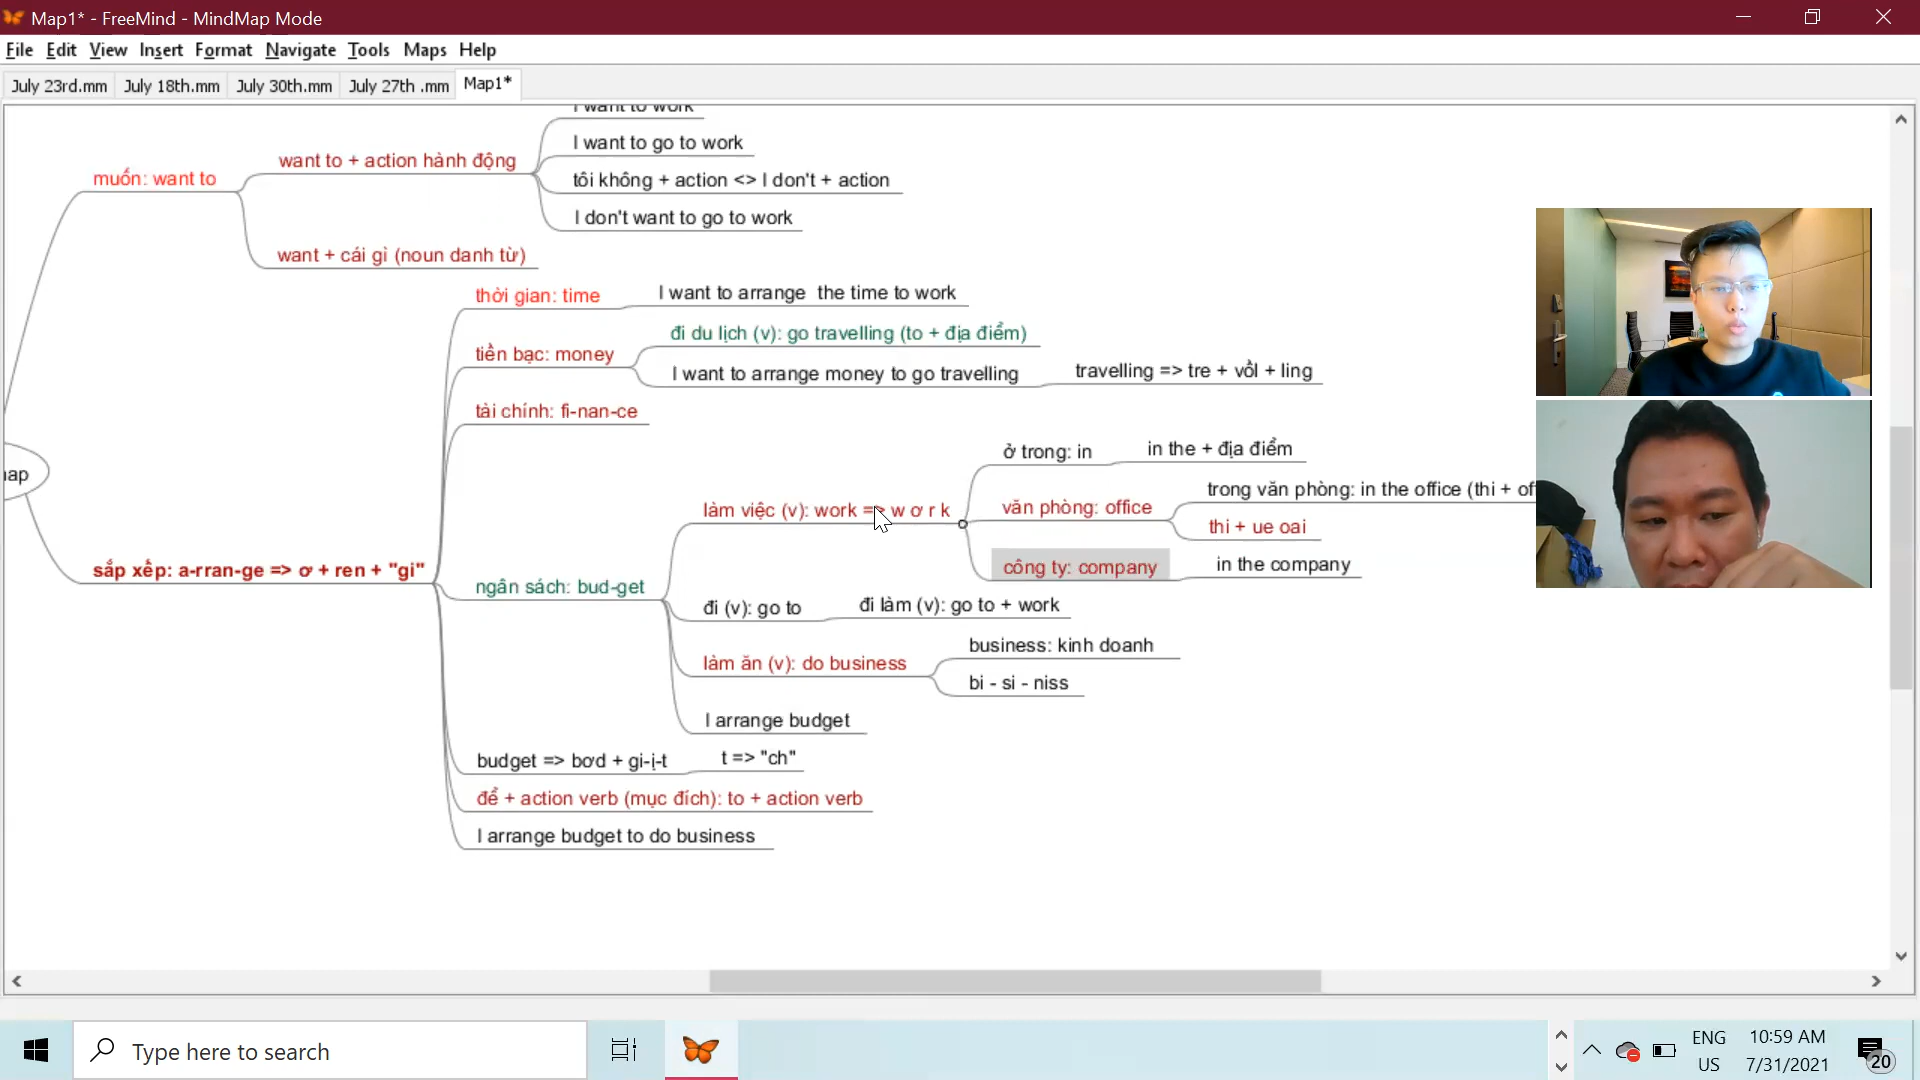 Map1* - FreeMind - MindMap Mode
File Edit View Insert Format Navigate Tools Maps Help
July 23rd.mm July 18th.mm July 30th.mm July 27th .mm Map1*
I want to work
I want to go to work
want to + action hành động
muốn: want to
tôi không + action <> I don't + action
I don't want to go to work
want + cái gì (noun danh từ)
thời gian: time
I want to arrange  the time to work
đi du lịch (v): go travelling (to + địa điểm)
tiền bạc: money
I want to arrange money to go travelling
travelling => tre + vồl + ling
tài chính: fi-nan-ce
ở trong: in
in the + địa điểm
trong văn phòng: in the office (thi + of
làm việc (v): work => w ơ r k
văn phòng: office
thi + ue oai
công ty: company
in the company
sắp xếp: a-rran-ge => ơ + ren + "gi"
ngân sách: bud-get
đi (v): go to
đi làm (v): go to + work
business: kinh doanh
làm ăn (v): do business
bi - si - niss
I arrange budget
budget => bơd + gi-ị-t
t => "ch"
để + action verb (mục đích): to + action verb
I arrange budget to do business
Type here to search
ENG
US
10:59 AM
7/31/2021
20